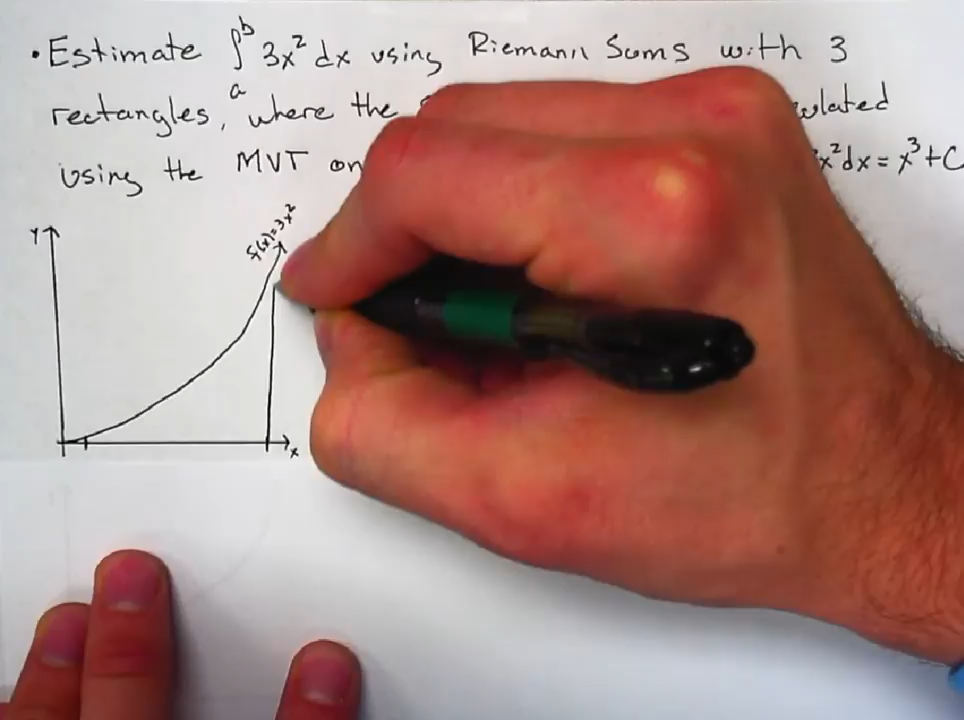 • Estimate ∫ₐᵇ 3x² dx using Riemann Sums with 3
rectangles, where the
using the MVT on x²dx = x³+C
y
f(x)=3x²
x